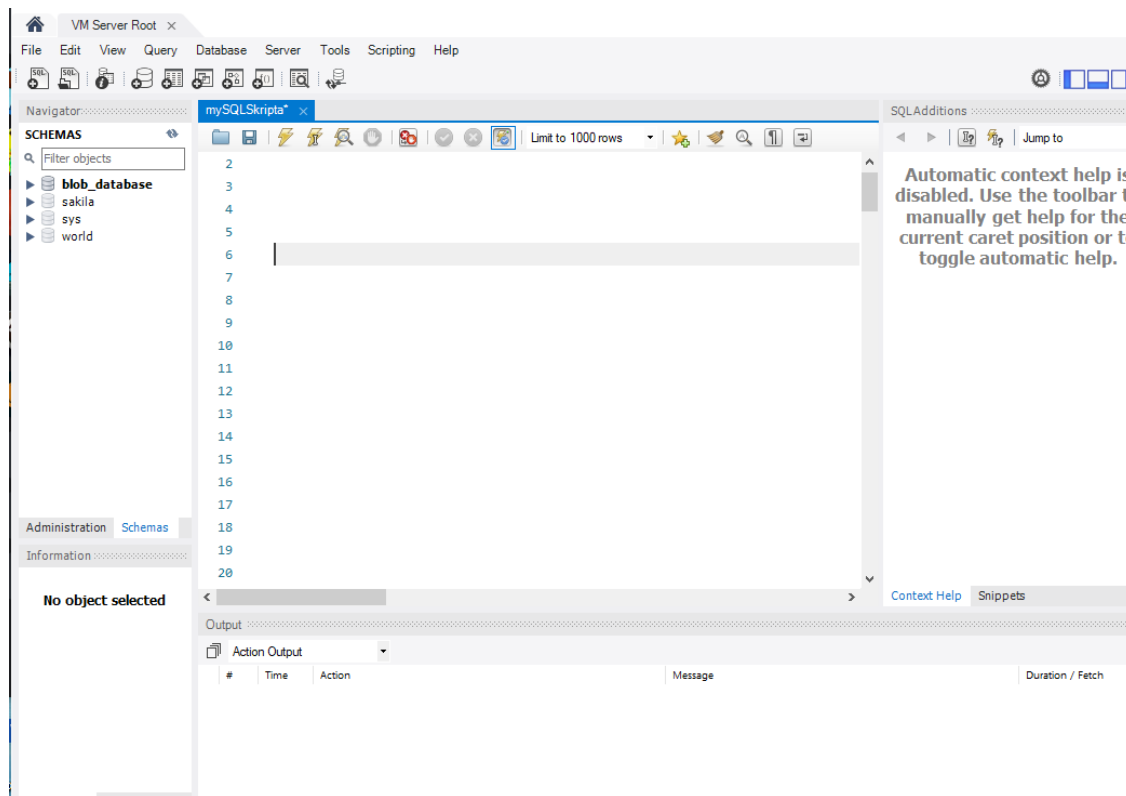 VM Server Root ×
File Edit View Query Database Server Tools Scripting Help
Navigator
SCHEMAS
Filter objects
blob_database
sakila
sys
world
Administration Schemas
Information
No object selected
mySQLSkripta* ×
Limit to 1000 rows
2
3
4
5
6
7
8
9
10
11
12
13
14
15
16
17
18
19
20
SQLAdditions
Jump to
Automatic context help is
disabled. Use the toolbar t
manually get help for the
current caret position or t
toggle automatic help.
Context Help Snippets
Output
Action Output
# Time Action Message Duration / Fetch